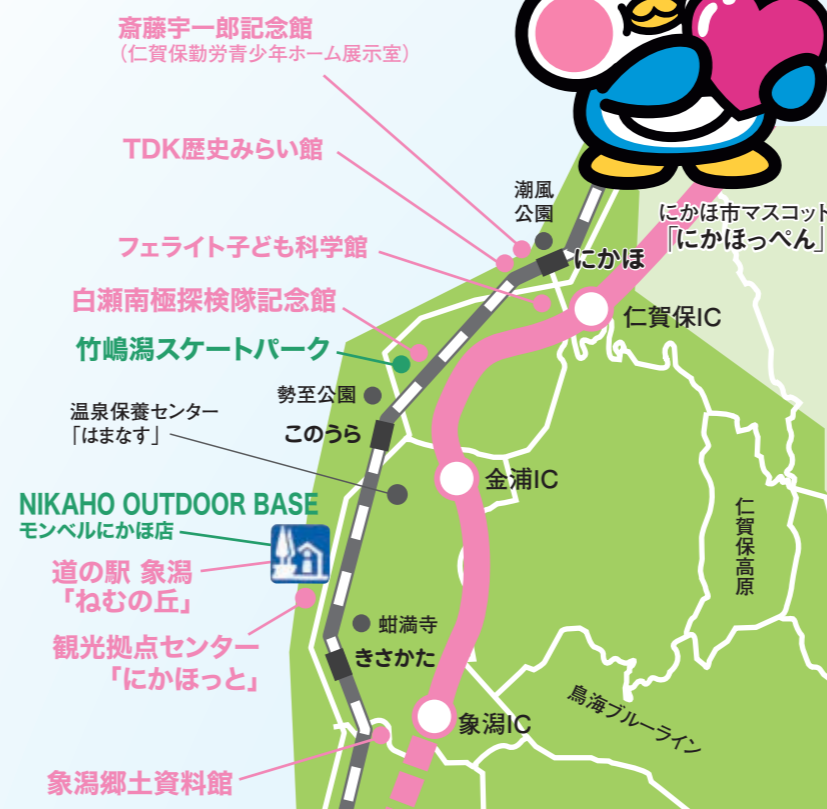 斎藤宇一郎記念館
（仁賀保勤労青少年ホーム展示室）
TDK歴史みらい館
潮風
公園
にかほ市マスコット
「にかほっぺん」
フェライト子ども科学館
にかほ
白瀬南極探検隊記念館
仁賀保IC
竹嶋潟スケートパーク
勢至公園
温泉保養センター
「はまなす」
このうら
金浦IC
NIKAHO OUTDOOR BASE
モンベルにかほ店
仁賀保高原
道の駅 象潟
「ねむの丘」
観光拠点センター
「にかほっと」
蚶満寺
きさかた
鳥海ブルーライン
象潟IC
象潟郷土資料館